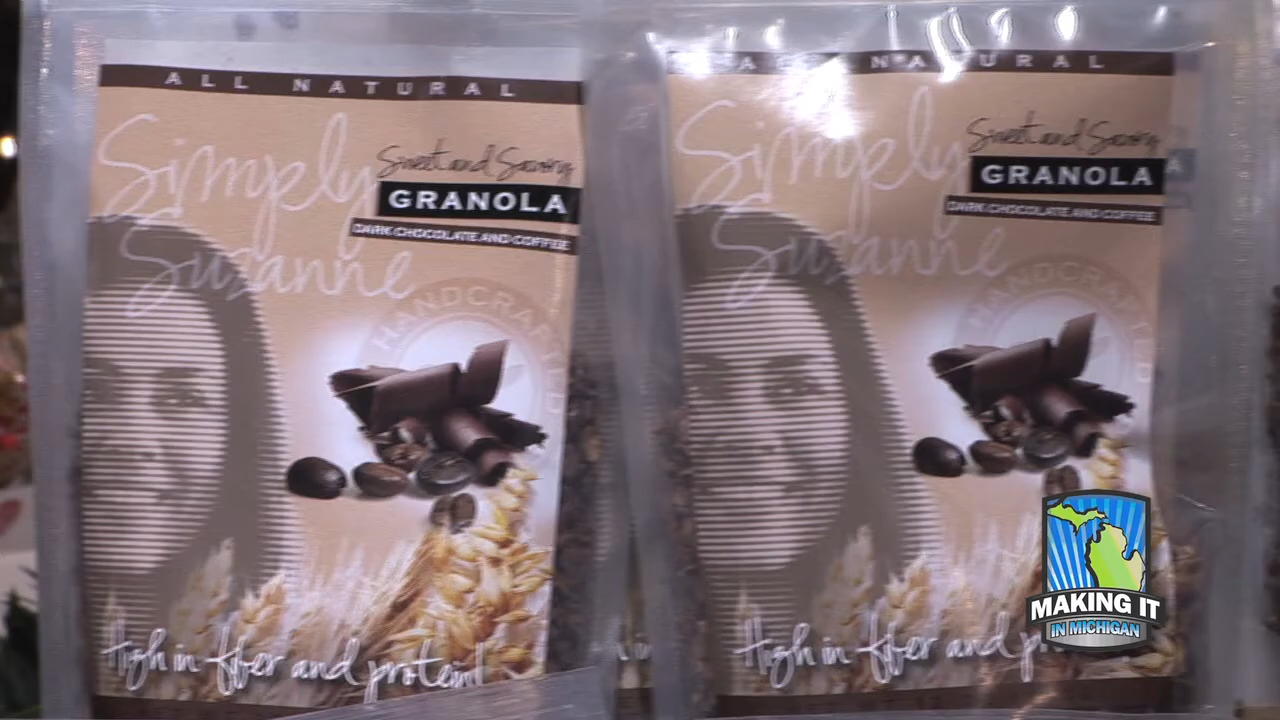 ALL NATURAL
Simply
Suzanne
Sweet and Savory
GRANOLA
DARK CHOCOLATE AND COFFEE
HANDCRAFTED
High in fiber and protein!
NATURAL
Simply
Suzanne
Sweet and Savory
GRANOLA
DARK CHOCOLATE AND COFFEE
HANDCRAFTED
High in fiber and pr
MAKING IT
IN MICHIGAN